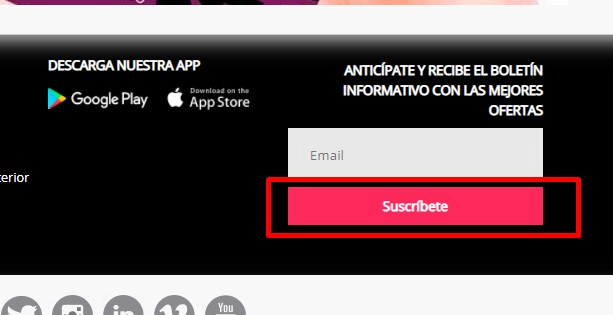 DESCARGA NUESTRA APP
Google Play
Download on the
App Store
ANTICÍPATE Y RECIBE EL BOLETÍN
INFORMATIVO CON LAS MEJORES
OFERTAS
Email
Suscríbete
terior
You